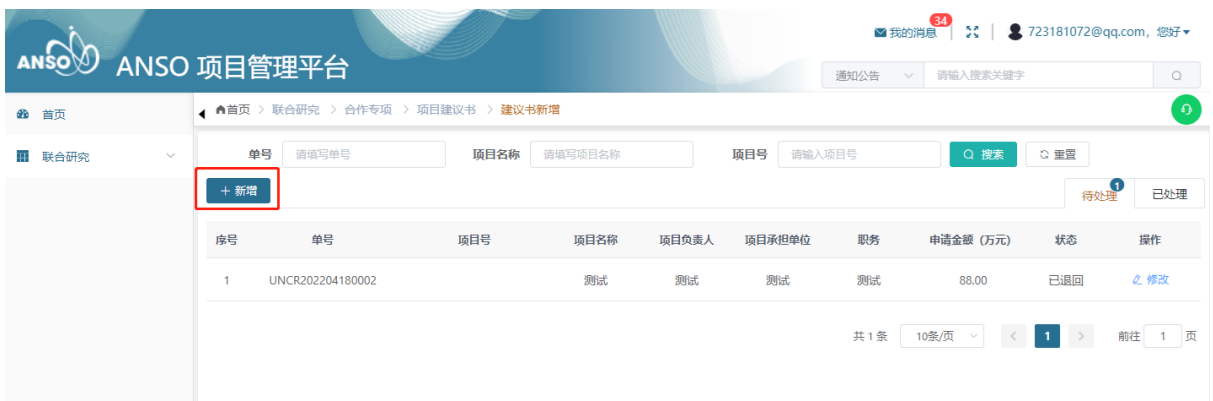 我的消息 34 723181072@qq.com，您好
ANSO ANSO 项目管理平台
通知公告 请输入搜索关键字
首页
首页 > 联合研究 > 合作专项 > 项目建议书 > 建议书新增
联合研究
单号 请填写单号 项目名称 请填写项目名称 项目号 请输入项目号 搜索 重置
+ 新增
待处理 1 已处理
序号 单号 项目号 项目名称 项目负责人 项目承担单位 职务 申请金额（万元） 状态 操作
1 UNCR202204180002 测试 测试 测试 测试 88.00 已退回 修改
共 1 条 10条/页 < 1 > 前往 1 页